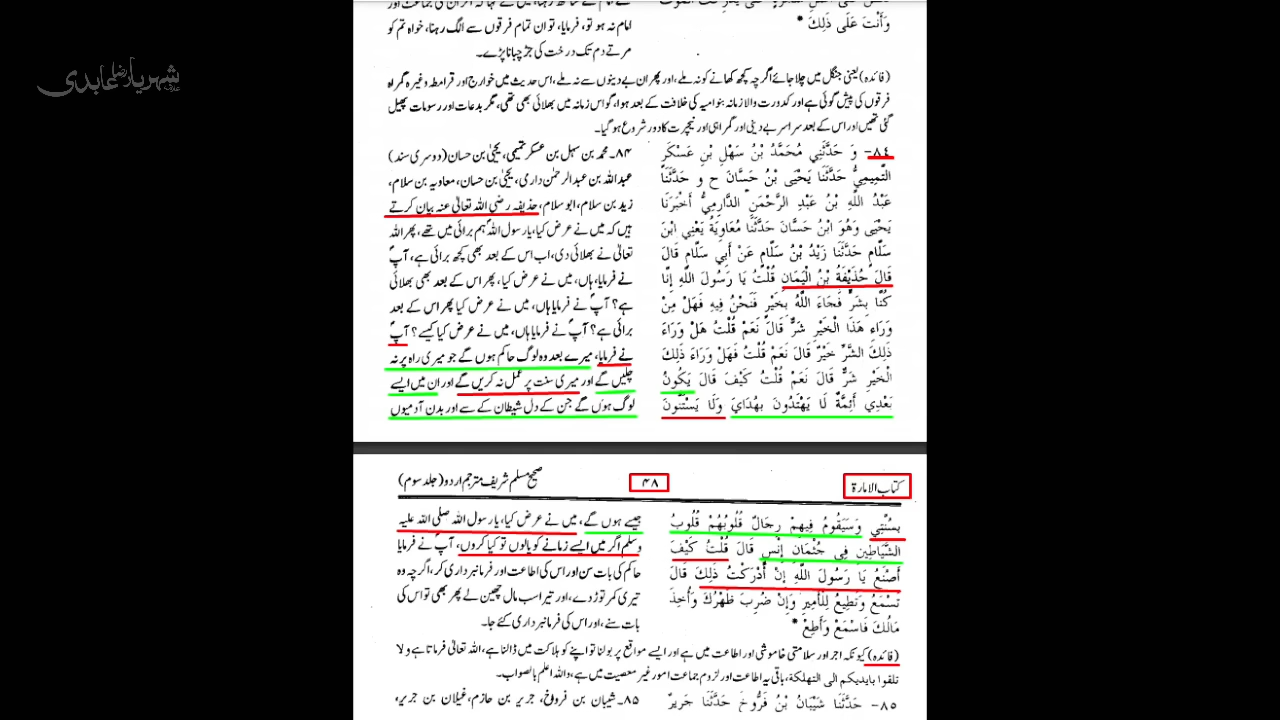 شہریار رضا عابدی
وَأَنْتَ عَلَى ذَلِكَ *
امام نہ ہو تو، فرمایا، تو ان تمام فرقوں سے الگ رہنا، خواہ تم کو
مرتے دم تک درخت کی جڑ چبانا پڑے۔
(فائدہ) یعنی جنگل میں چلا جائے اگرچہ کچھ کھانے کو نہ ملے، اور پھر ان بے دینوں سے نہ ملے، اس حدیث میں خوارج اور قرامطہ وغیرہ گمراہ
فرقوں کی پیش گوئی ہے اور کدورت والا زمانہ بنوامیہ کی خلافت کے بعد ہوا، گو اس زمانہ میں بھلائی بھی تھی، مگر بدعات اور رسومات پھیل
گئی تھیں اور اس کے بعد سراسر بے دینی اور گمراہی اور نیچریت کا دور شروع ہو گیا۔
٨٤- وَ حَدَّثَنِي مُحَمَّدُ بْنُ سَهْلِ بْنِ عَسْكَرٍ
التَّمِيمِيُّ حَدَّثَنَا يَحْيَى بْنُ حَسَّانَ ح و حَدَّثَنَا
عَبْدُ اللَّهِ بْنُ عَبْدِ الرَّحْمَنِ الدَّارِمِيُّ أَخْبَرَنَا
يَحْيَى وَهُوَ ابْنُ حَسَّانَ حَدَّثَنَا مُعَاوِيَةُ يَعْنِي ابْنَ
سَلَّامٍ حَدَّثَنَا زَيْدُ بْنُ سَلَّامٍ عَنْ أَبِي سَلَّامٍ قَالَ
قَالَ حُذَيْفَةُ بْنُ الْيَمَانِ قُلْتُ يَا رَسُولَ اللَّهِ إِنَّا
كُنَّا بِشَرٍّ فَجَاءَ اللَّهُ بِخَيْرٍ فَنَحْنُ فِيهِ فَهَلْ مِنْ
وَرَاءِ هَذَا الْخَيْرِ شَرٌّ قَالَ نَعَمْ قُلْتُ هَلْ وَرَاءَ
ذَلِكَ الشَّرِّ خَيْرٌ قَالَ نَعَمْ قُلْتُ فَهَلْ وَرَاءَ ذَلِكَ
الْخَيْرِ شَرٌّ قَالَ نَعَمْ قُلْتُ كَيْفَ قَالَ يَكُونُ
بَعْدِي أَئِمَّةٌ لَا يَهْتَدُونَ بِهُدَايَ وَلَا يَسْتَنُّونَ
۸۴۔ محمد بن سہل بن عسکر تمیمی، یحییٰ بن حسان (دوسری سند)
عبداللہ بن عبدالرحمٰن دارمی، یحییٰ بن حسان، معاویہ بن سلام،
زید بن سلام، ابو سلام، حذیفہ رضی اللہ تعالیٰ عنہ بیان کرتے
ہیں کہ میں نے عرض کیا، یا رسول اللہ ہم برائی میں تھے، پھر اللہ
تعالیٰ نے بھلائی دی، اب اس کے بعد بھی کچھ برائی ہے، آپؐ
نے فرمایا، ہاں، میں نے عرض کیا، پھر اس کے بعد بھی بھلائی
ہے؟ آپؐ نے فرمایا ہاں، میں نے عرض کیا پھر اس کے بعد
برائی ہے؟ آپؐ نے فرمایا ہاں، میں نے عرض کیا کیسے؟ آپؐ
نے فرمایا، میرے بعد وہ لوگ حاکم ہوں گے جو میری راہ پر نہ
چلیں گے اور میری سنت پر عمل نہ کریں گے اور ان میں ایسے
لوگ ہوں گے جن کے دل شیطان کے سے اور بدن آدمیوں
کتاب الامارۃ
۴۸
صحیح مسلم شریف مترجم اردو (جلد سوم)
بِسُنَّتِي وَسَيَقُومُ فِيهِمْ رِجَالٌ قُلُوبُهُمْ قُلُوبُ
الشَّيَاطِينِ فِي جُثْمَانِ إِنْسٍ قَالَ قُلْتُ كَيْفَ
أَصْنَعُ يَا رَسُولَ اللَّهِ إِنْ أَدْرَكْتُ ذَلِكَ قَالَ
تَسْمَعُ وَتُطِيعُ لِلْأَمِيرِ وَإِنْ ضُرِبَ ظَهْرُكَ وَأُخِذَ
مَالُكَ فَاسْمَعْ وَأَطِعْ *
جیسے ہوں گے، میں نے عرض کیا، یا رسول اللہ صلی اللہ علیہ
وسلم اگر میں ایسے زمانے کو پالوں تو کیا کروں، آپؐ نے فرمایا
حاکم کی بات سن اور اس کی اطاعت اور فرمانبرداری کر، اگرچہ وہ
تیری کمر توڑ دے، اور تیرا سب مال چھین لے پھر بھی تو اس کی
بات سنے، اور اس کی فرمانبرداری کئے جا۔
(فائدہ) کیونکہ اجر اور سلامتی خاموشی اور اطاعت میں ہے اور ایسے مواقع پر بولنا تو اپنے کو ہلاکت میں ڈالنا ہے، اللہ تعالیٰ فرماتا ہے ولا
تلقوا بایدیکم الی التھلکة، باقی یہ اطاعت اور لزوم جماعت امور غیر معصیت میں ہے، واللہ اعلم بالصواب۔
٨٥- حَدَّثَنَا شَيْبَانُ بْنُ فَرُّوخَ حَدَّثَنَا جَرِيرٌ
۸۵۔ شیبان بن فروخ، جریر بن حازم، غیلان بن جریر،